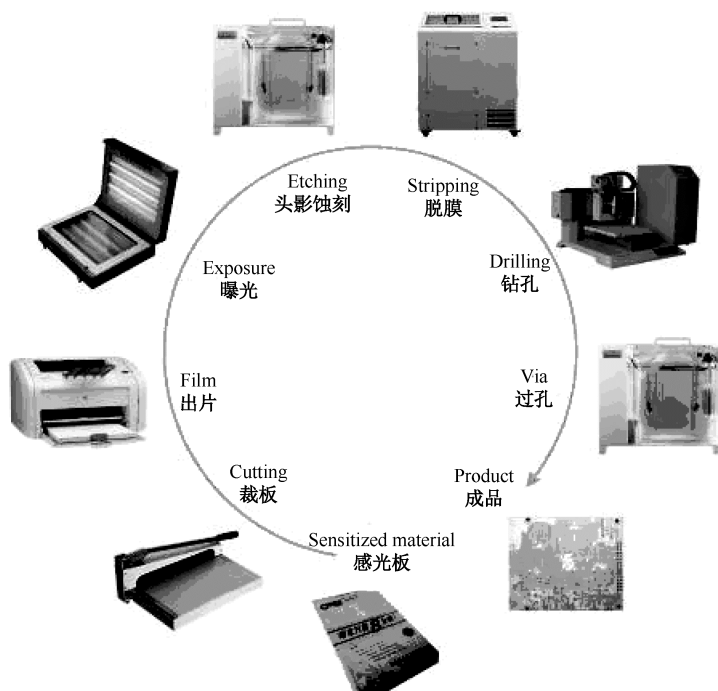 Etching
头影蚀刻
Stripping
脱膜
Exposure
曝光
Drilling
钻孔
Film
出片
Via
过孔
Cutting
裁板
Product
成品
Sensitized material
感光板